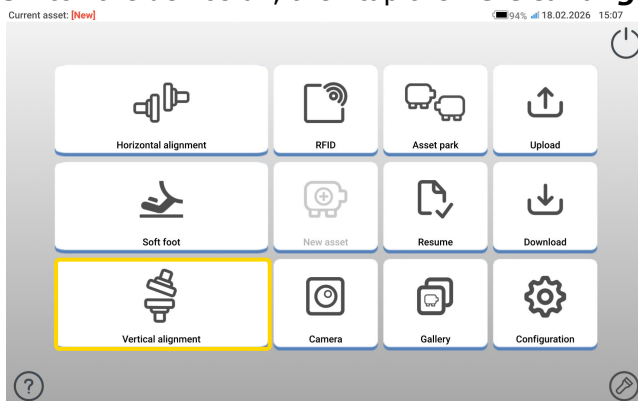 Current asset: [New]
94% 18.02.2026 15:07
Horizontal alignment
RFID
Asset park
Upload
Soft foot
New asset
Resume
Download
Vertical alignment
Camera
Gallery
Configuration
?